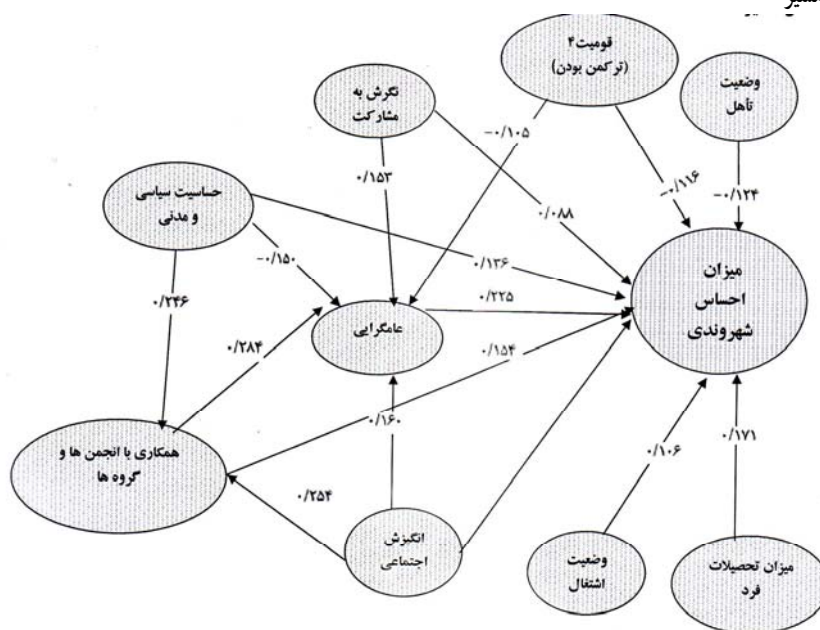 قومیت۴
(ترکمن بودن)
وضعیت
تأهل
نگرش به
مشارکت
-۰/۱۰۵
۰/۱۵۳
-۰/۱۱۶
-۰/۱۲۴
۰/۰۸۸
حساسیت سیاسی
و مدنی
۰/۱۳۶
-۰/۱۵۰
میزان
احساس
شهروندی
۰/۲۴۶
۰/۲۲۵
عامگرایی
۰/۲۸۴
۰/۱۵۴
۰/۱۶۰
۰/۱۷۱
۰/۱۰۶
همکاری با انجمن ها و
گروه ها
۰/۲۵۴
انگیزش
اجتماعی
وضعیت
اشتغال
میزان تحصیلات
فرد